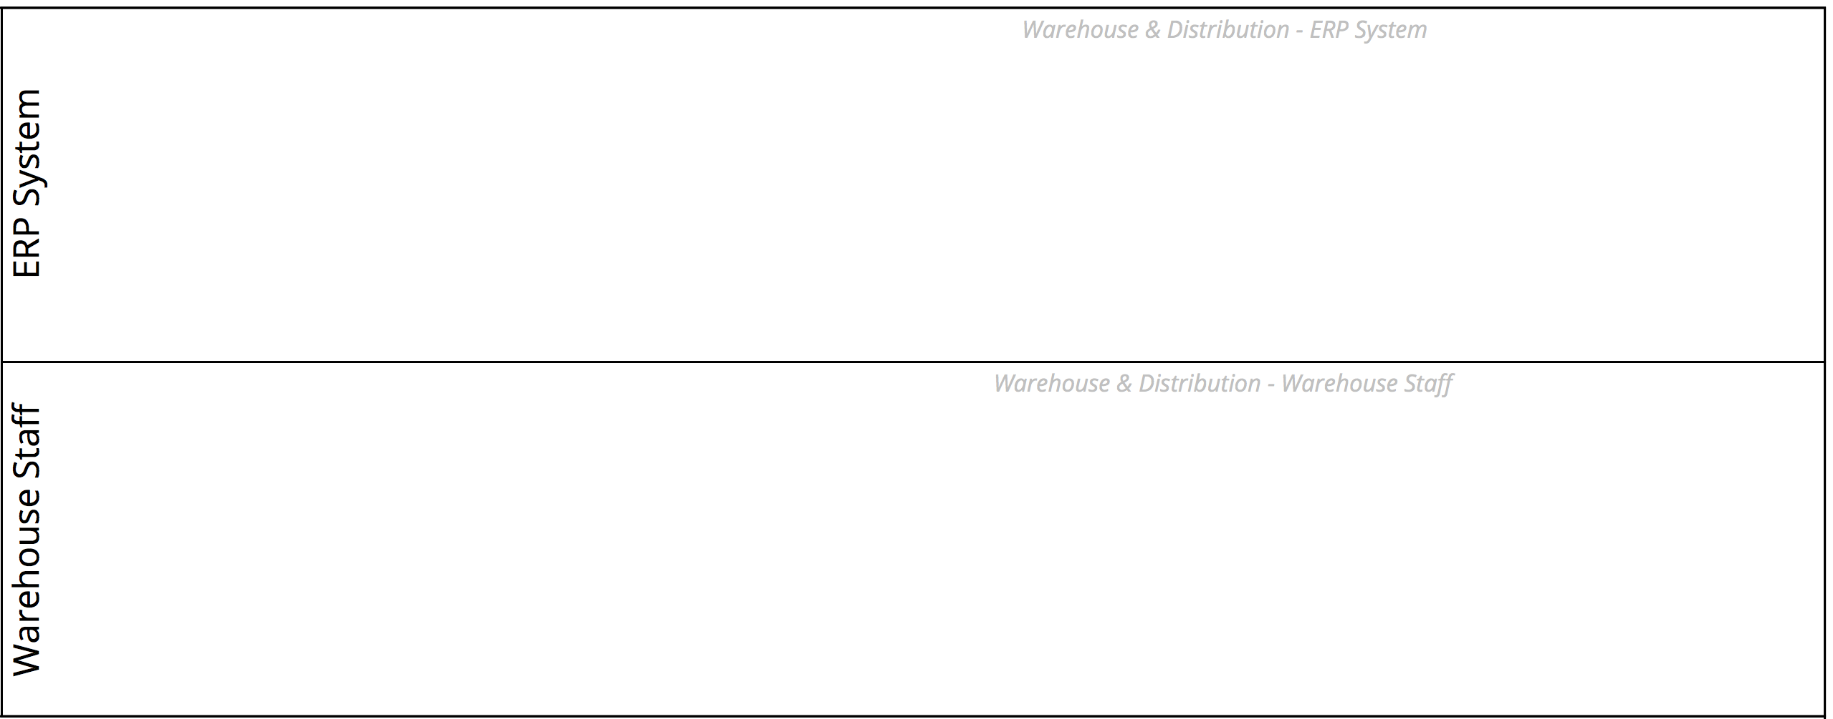 Warehouse & Distribution - ERP System
ERP System
Warehouse & Distribution - Warehouse Staff
Warehouse Staff